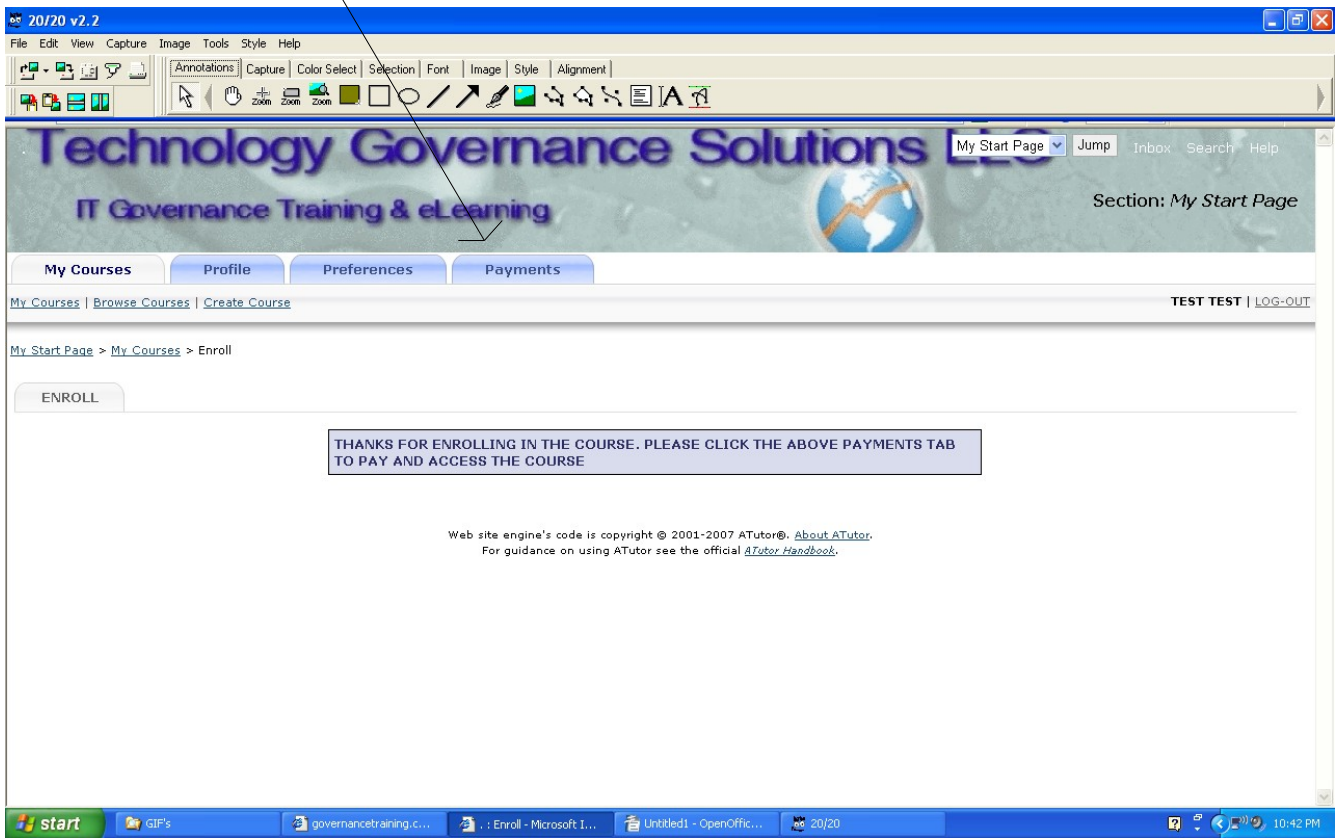 20/20 v2.2
File Edit View Capture Image Tools Style Help
Annotations Capture Color Select Selection Font Image Style Alignment
Zoom Zoom Zoom A A
Technology Governance Solutions LLC
My Start Page Jump Inbox Search Help
IT Governance Training & eLearning
Section: My Start Page
My Courses Profile Preferences Payments
My Courses | Browse Courses | Create Course
TEST TEST | LOG-OUT
My Start Page > My Courses > Enroll
ENROLL
THANKS FOR ENROLLING IN THE COURSE. PLEASE CLICK THE ABOVE PAYMENTS TAB
TO PAY AND ACCESS THE COURSE
Web site engine's code is copyright © 2001-2007 ATutor®. About ATutor.
For guidance on using ATutor see the official ATutor Handbook.
start GIF's governancetraining.c... . : Enroll - Microsoft I... Untitled1 - OpenOffic... 20/20 10:42 PM